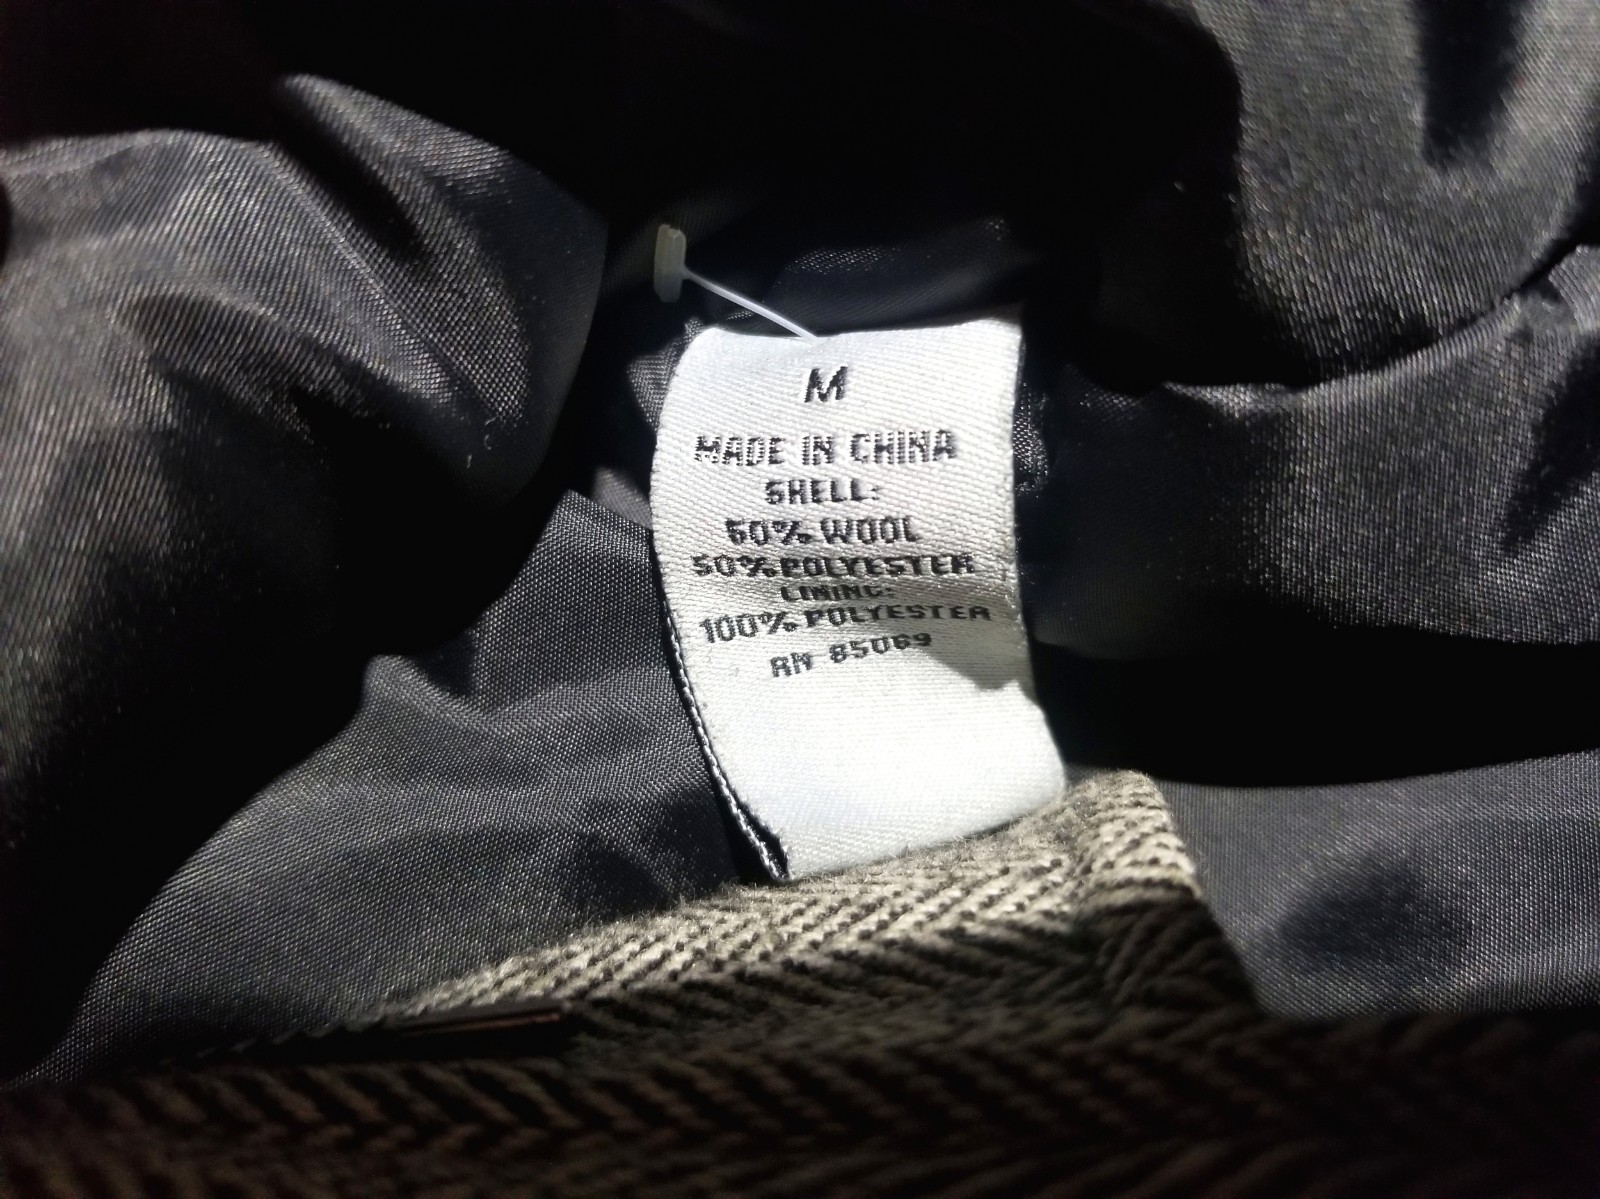 M
MADE IN CHINA
SHELL:
50% WOOL
50% POLYESTER
LINING:
100% POLYESTER
RN 85069